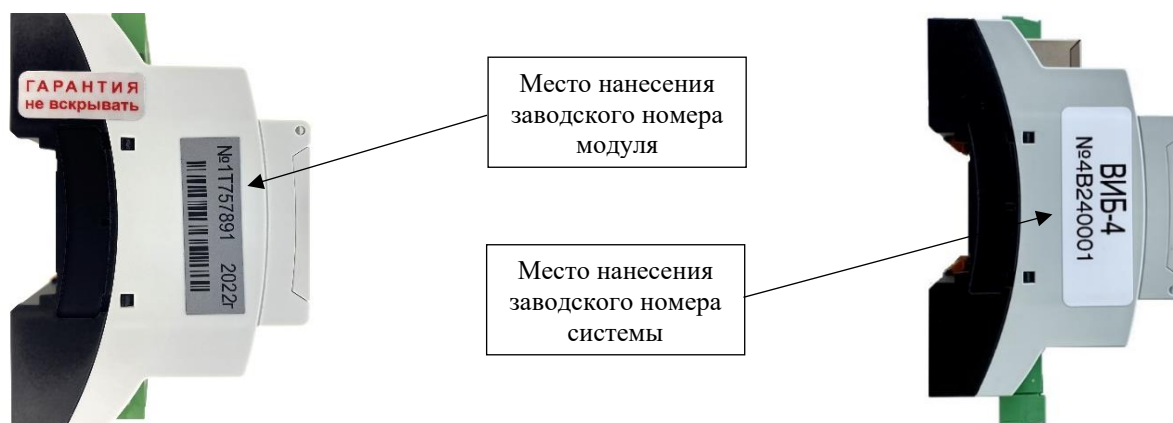 ГАРАНТИЯ
не вскрывать
№1Т757891 2022г
Место нанесения
заводского номера
модуля
Место нанесения
заводского номера
системы
ВИБ-4
№4В240001